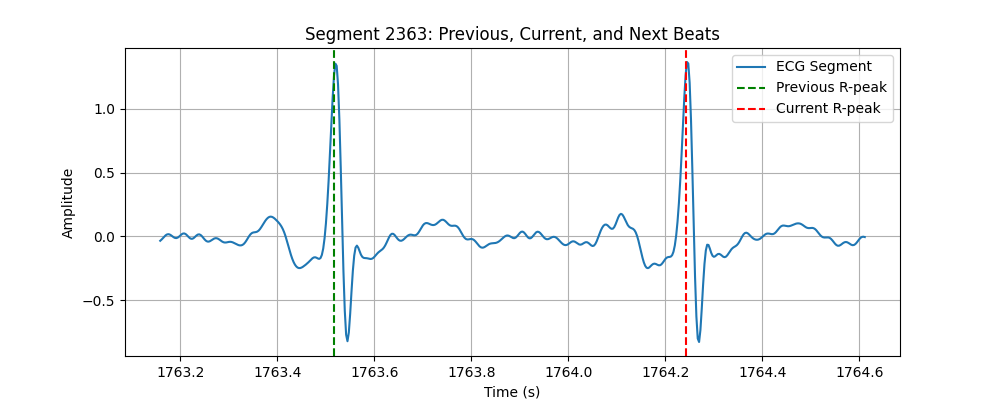 Segment 2363: Previous, Current, and Next Beats
ECG Segment
Previous R-peak
Current R-peak
Amplitude
1.0
0.5
0.0
−0.5
1763.2 1763.4 1763.6 1763.8 1764.0 1764.2 1764.4 1764.6
Time (s)